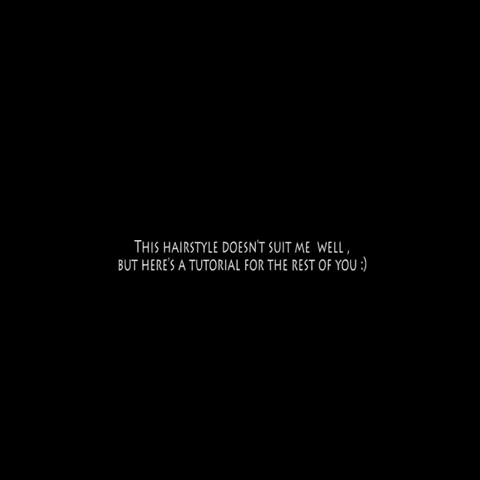 This hairstyle doesn't suit me  well ,
but here's a tutorial for the rest of you :)